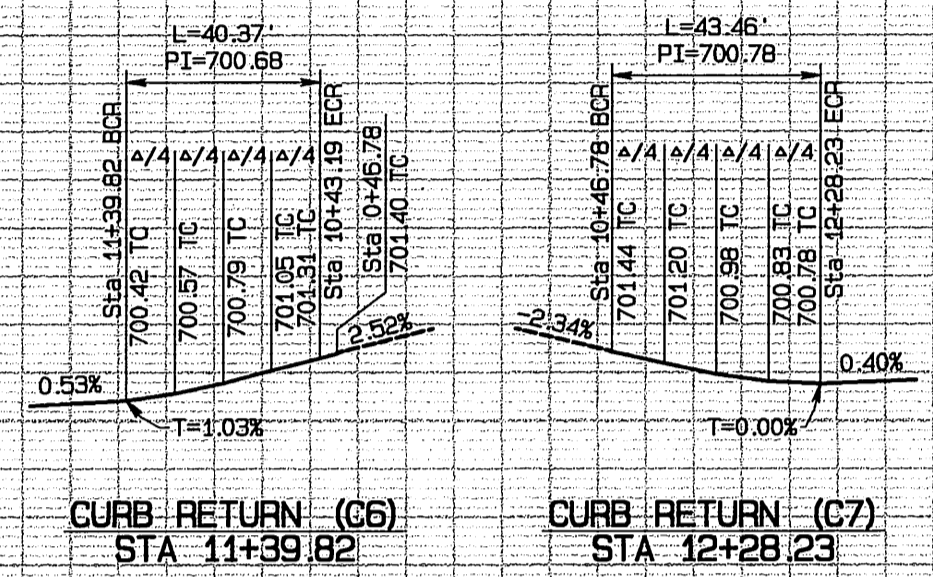 L=40.37'
PI=700.68
Sta 11+39.82 BCR
700.42 TC
Δ/4 Δ/4 Δ/4 Δ/4
700.57 TC
700.79 TC
701.05 TC
701.31 TC
Sta 10+43.19 ECR
Sta 0+46.78
701.40 TC
0.53%
2.52%
T=1.03%
CURB RETURN (C6)
STA 11+39.82
L=43.46'
PI=700.78
Sta 10+46.78 BCR
701.44 TC
Δ/4 Δ/4 Δ/4 Δ/4
701.20 TC
700.98 TC
700.83 TC
700.78 TC
Sta 12+28.23 ECR
-2.34%
0.40%
T=0.00%
CURB RETURN (C7)
STA 12+28.23